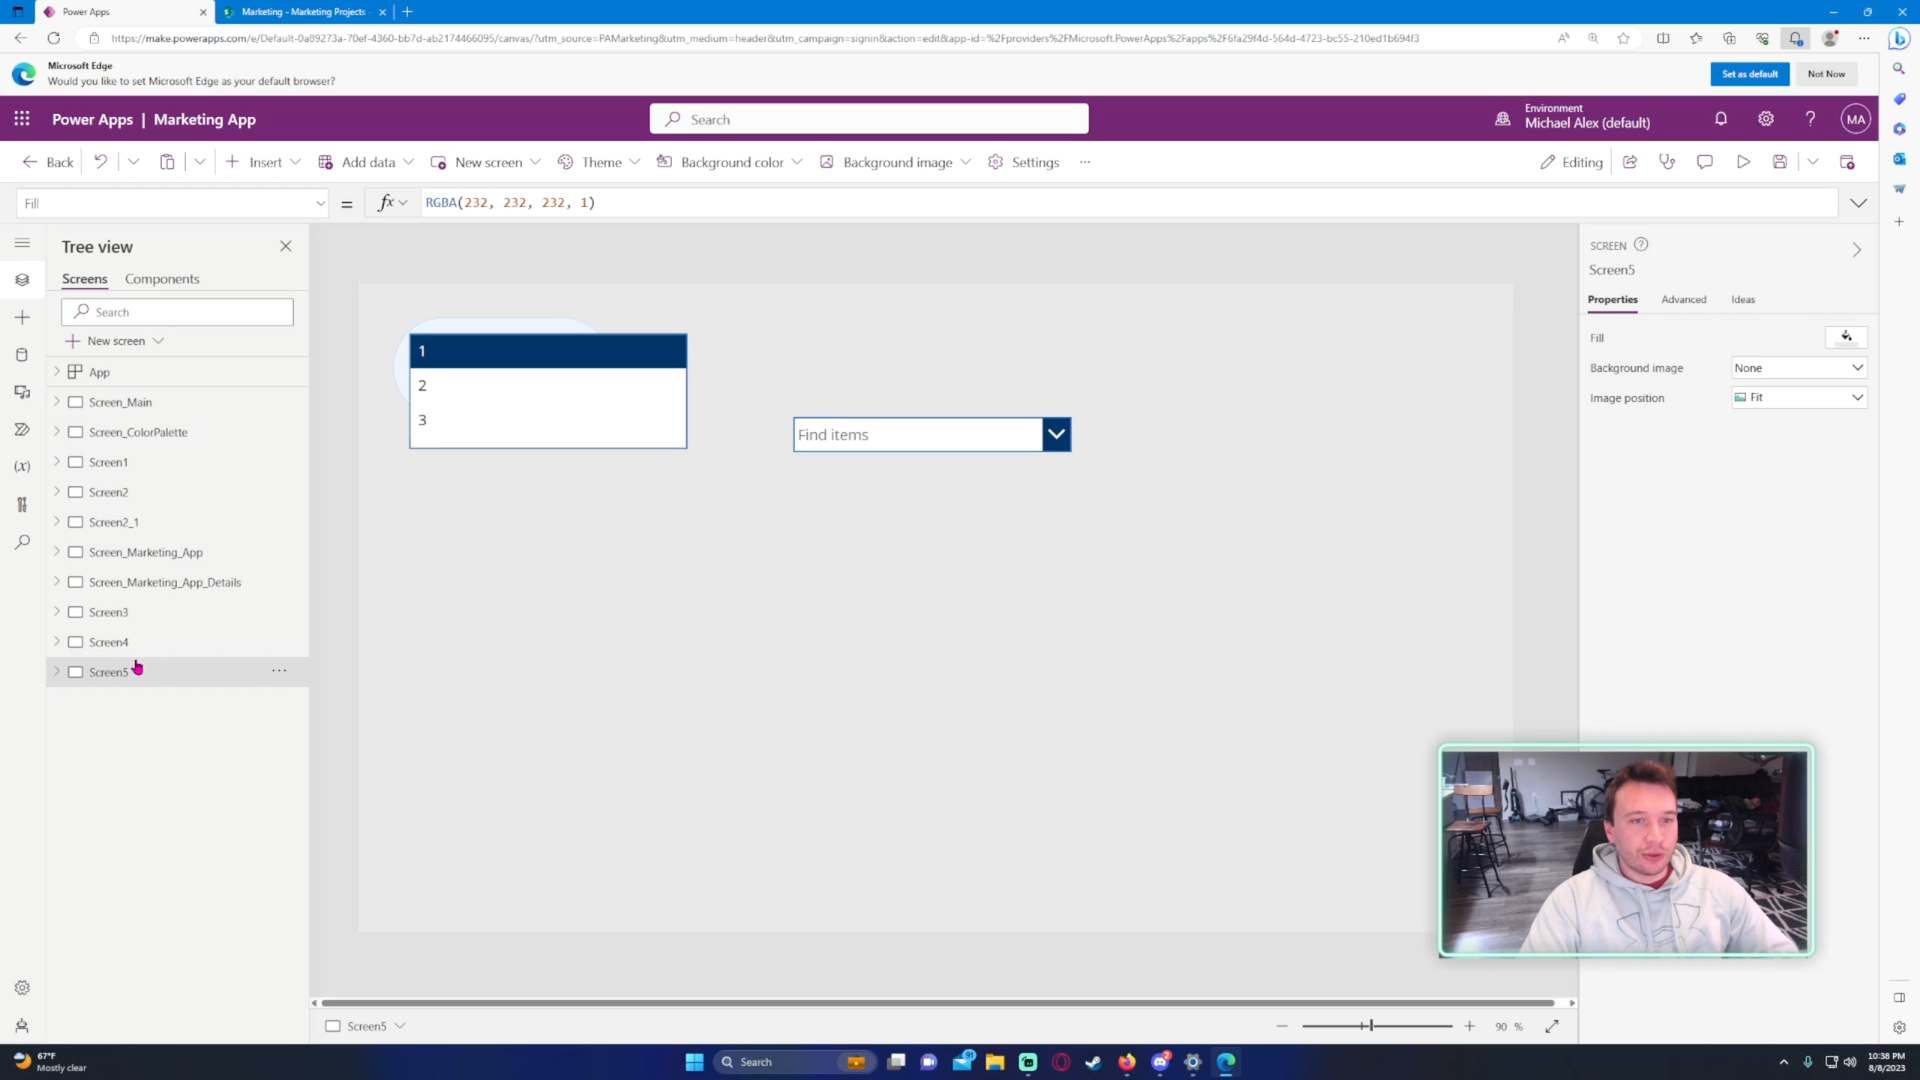 Power Apps
Marketing - Marketing Projects
https://make.powerapps.com/e/Default-0a89273a-70ef-4360-bb7d-ab2174466095/canvas/?utm_source=PAMarketing&utm_medium=header&utm_campaign=signin&action=edit&app-id=%2Fproviders%2FMicrosoft.PowerApps%2Fapps%2F6fa29f4d-564d-4723-bc55-210ed1b694f3
Microsoft Edge
Would you like to set Microsoft Edge as your default browser?
Set as default
Not Now
Power Apps | Marketing App
Search
Environment
Michael Alex (default)
MA
Back
Insert
Add data
New screen
Theme
Background color
Background image
Settings
Editing
Fill
=
fx
RGBA(232, 232, 232, 1)
Tree view
Screens
Components
Search
New screen
App
Screen_Main
Screen_ColorPalette
Screen1
Screen2
Screen2_1
Screen_Marketing_App
Screen_Marketing_App_Details
Screen3
Screen4
Screen5
1
2
3
Find items
SCREEN
Screen5
Properties
Advanced
Ideas
Fill
Background image
None
Image position
Fit
Screen5
90 %
67°F
Mostly clear
Search
91
2
10:38 PM
8/8/2023